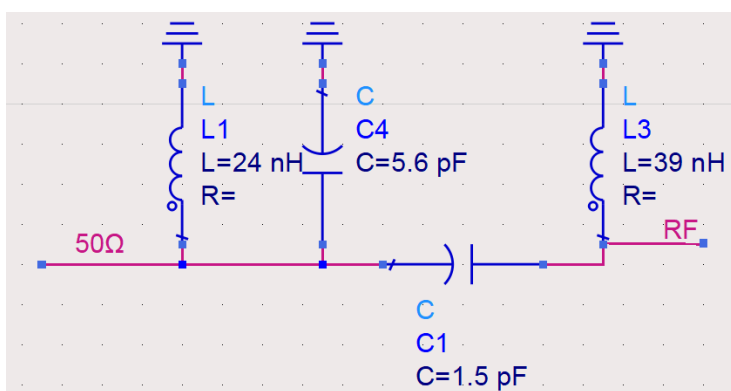 L
L1
L=24 nH
R=
C
C4
C=5.6 pF
L
L3
L=39 nH
R=
50Ω
RF
C
C1
C=1.5 pF